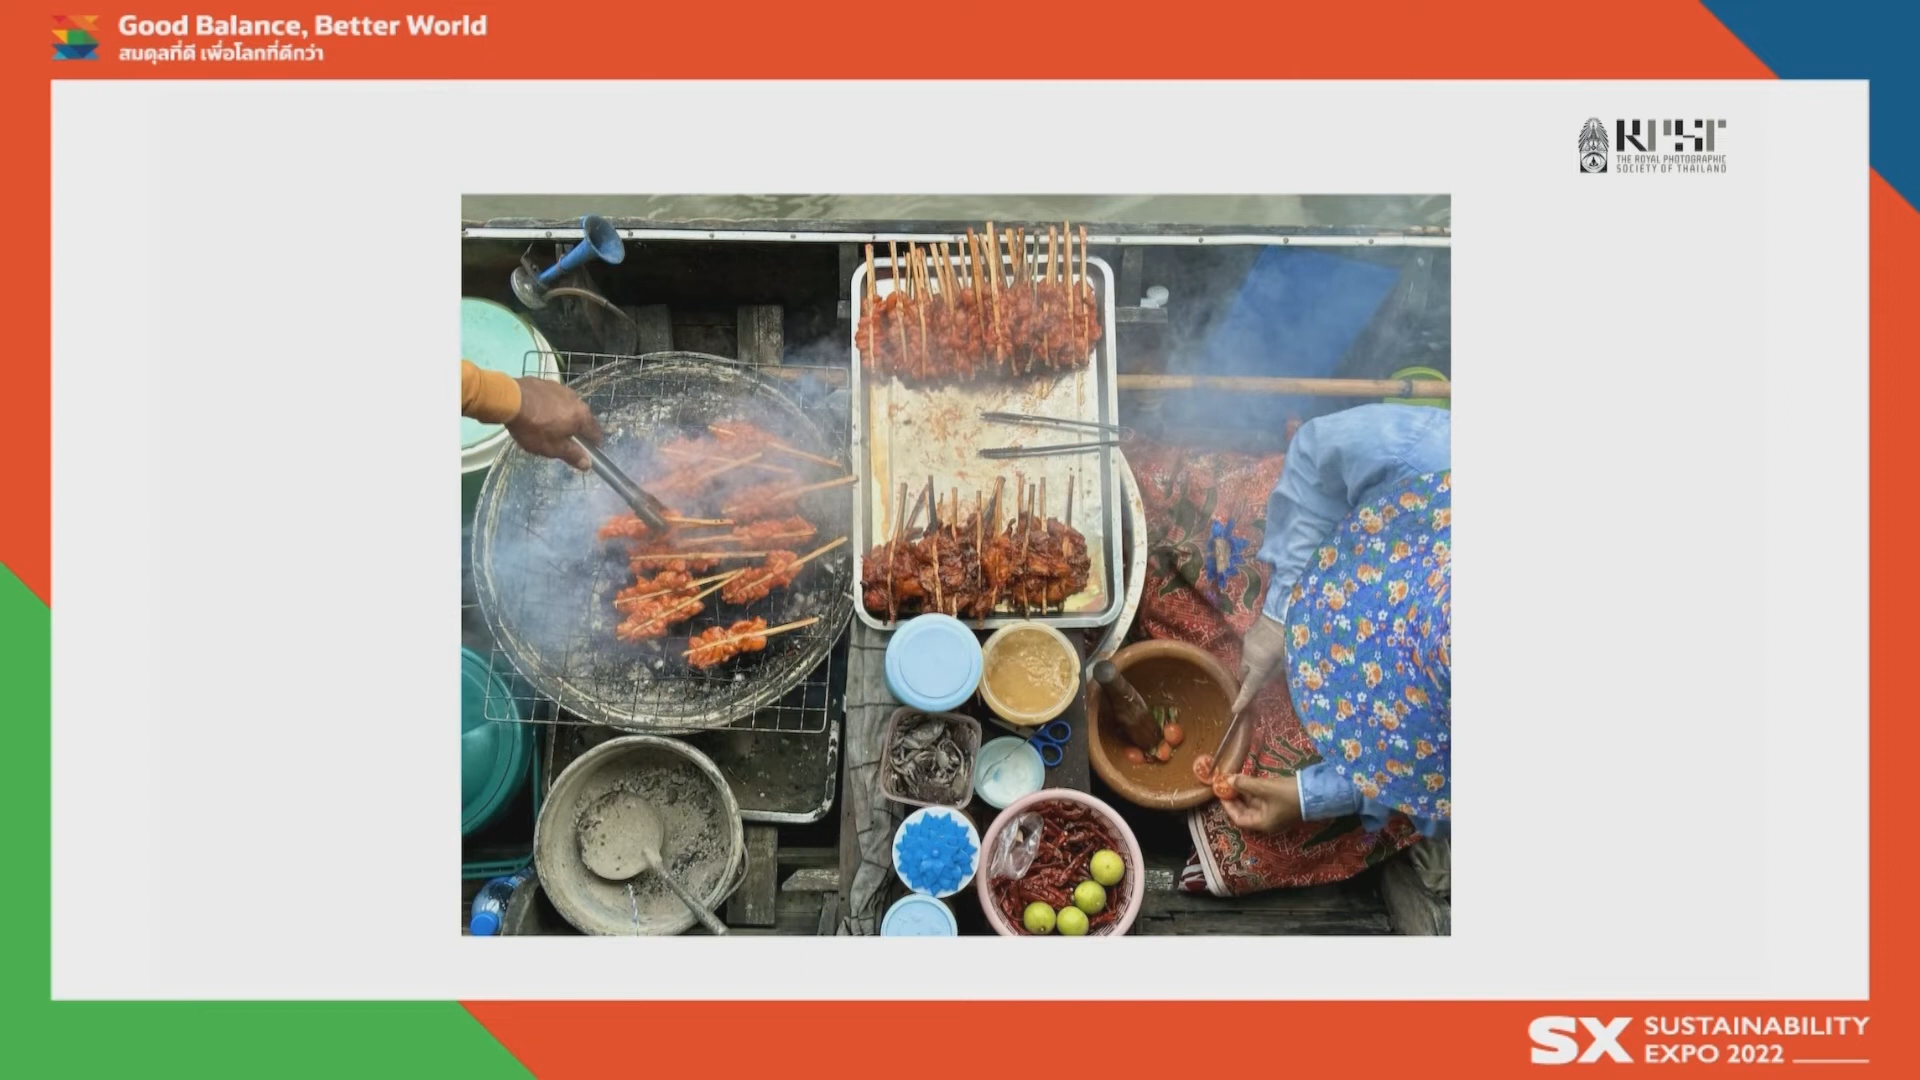 Good Balance, Better World
สมดุลที่ดี เพื่อโลกที่ดีกว่า
RPST
THE ROYAL PHOTOGRAPHIC
SOCIETY OF THAILAND
SX SUSTAINABILITY
EXPO 2022